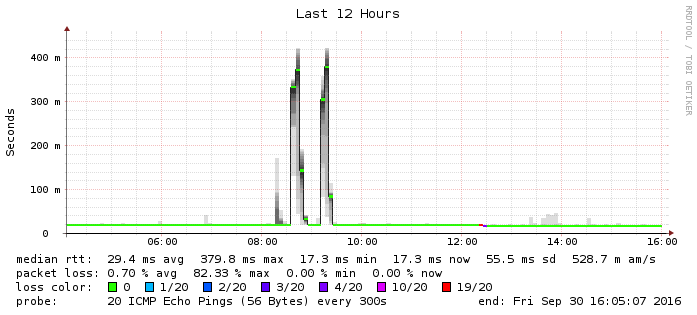 Last 12 Hours
RRDTOOL / TOBI OETIKER
Seconds
400 m
300 m
200 m
100 m
0
06:00 08:00 10:00 12:00 14:00 16:00
median rtt: 29.4 ms avg 379.8 ms max 17.3 ms min 17.3 ms now 55.5 ms sd 528.7 m am/s
packet loss: 0.70 % avg 82.33 % max 0.00 % min 0.00 % now
loss color: 0 1/20 2/20 3/20 4/20 10/20 19/20
probe: 20 ICMP Echo Pings (56 Bytes) every 300s end: Fri Sep 30 16:05:07 2016